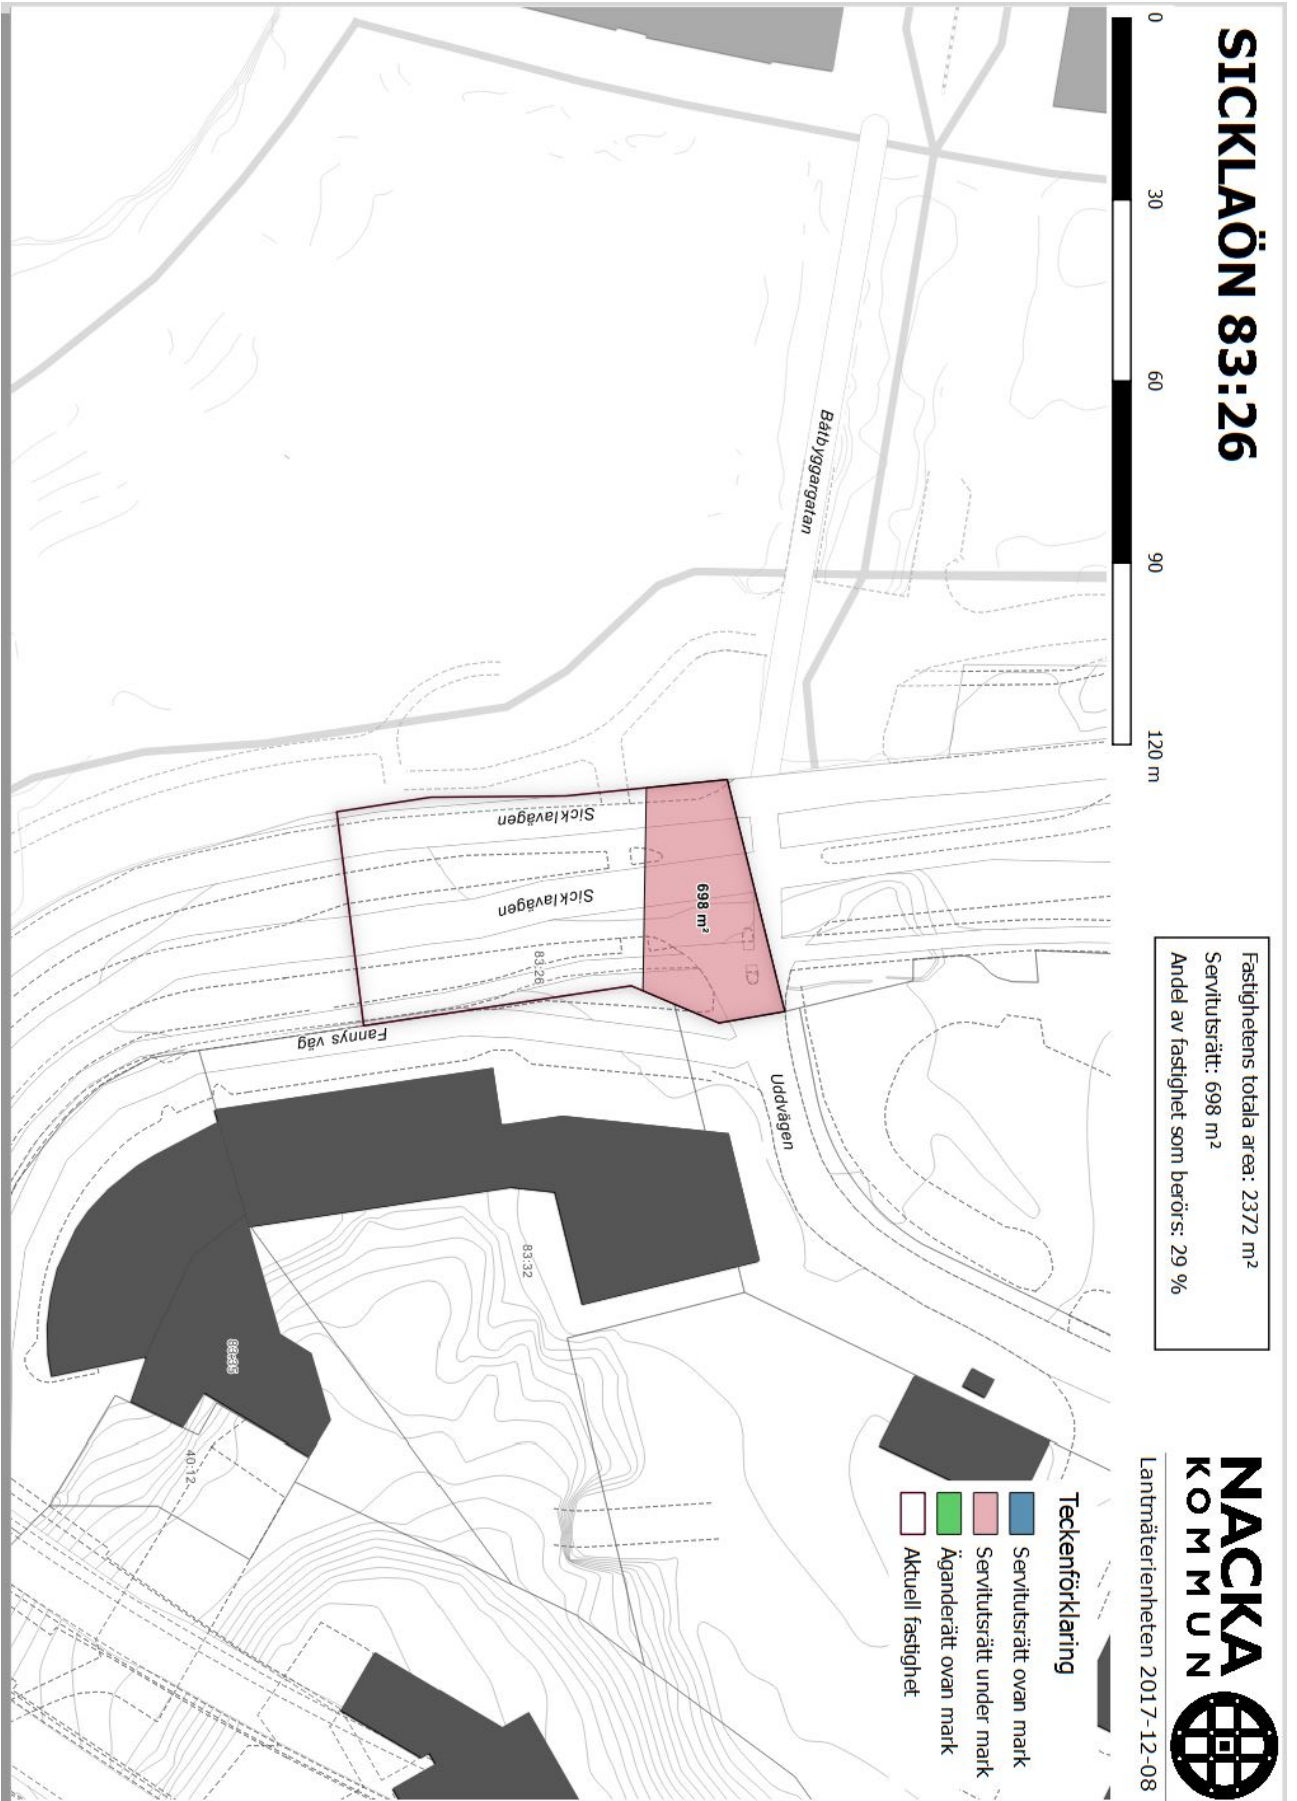 SICKLAÖN 83:26
Fastighetens totala area: 2372 m²
Servitutsrätt: 698 m²
Andel av fastighet som berörs: 29 %
NACKA
KOMMUN
Lantmäterienheten 2017-12-08
0 30 60 90 120 m
Teckenförklaring
Servitutsrätt ovan mark
Servitutsrätt under mark
Äganderätt ovan mark
Aktuell fastighet
Båtbyggargatan
Uddvägen
698 m²
Sicklavägen
Sicklavägen
83:26
Fannys väg
83:32
83:35
40:12